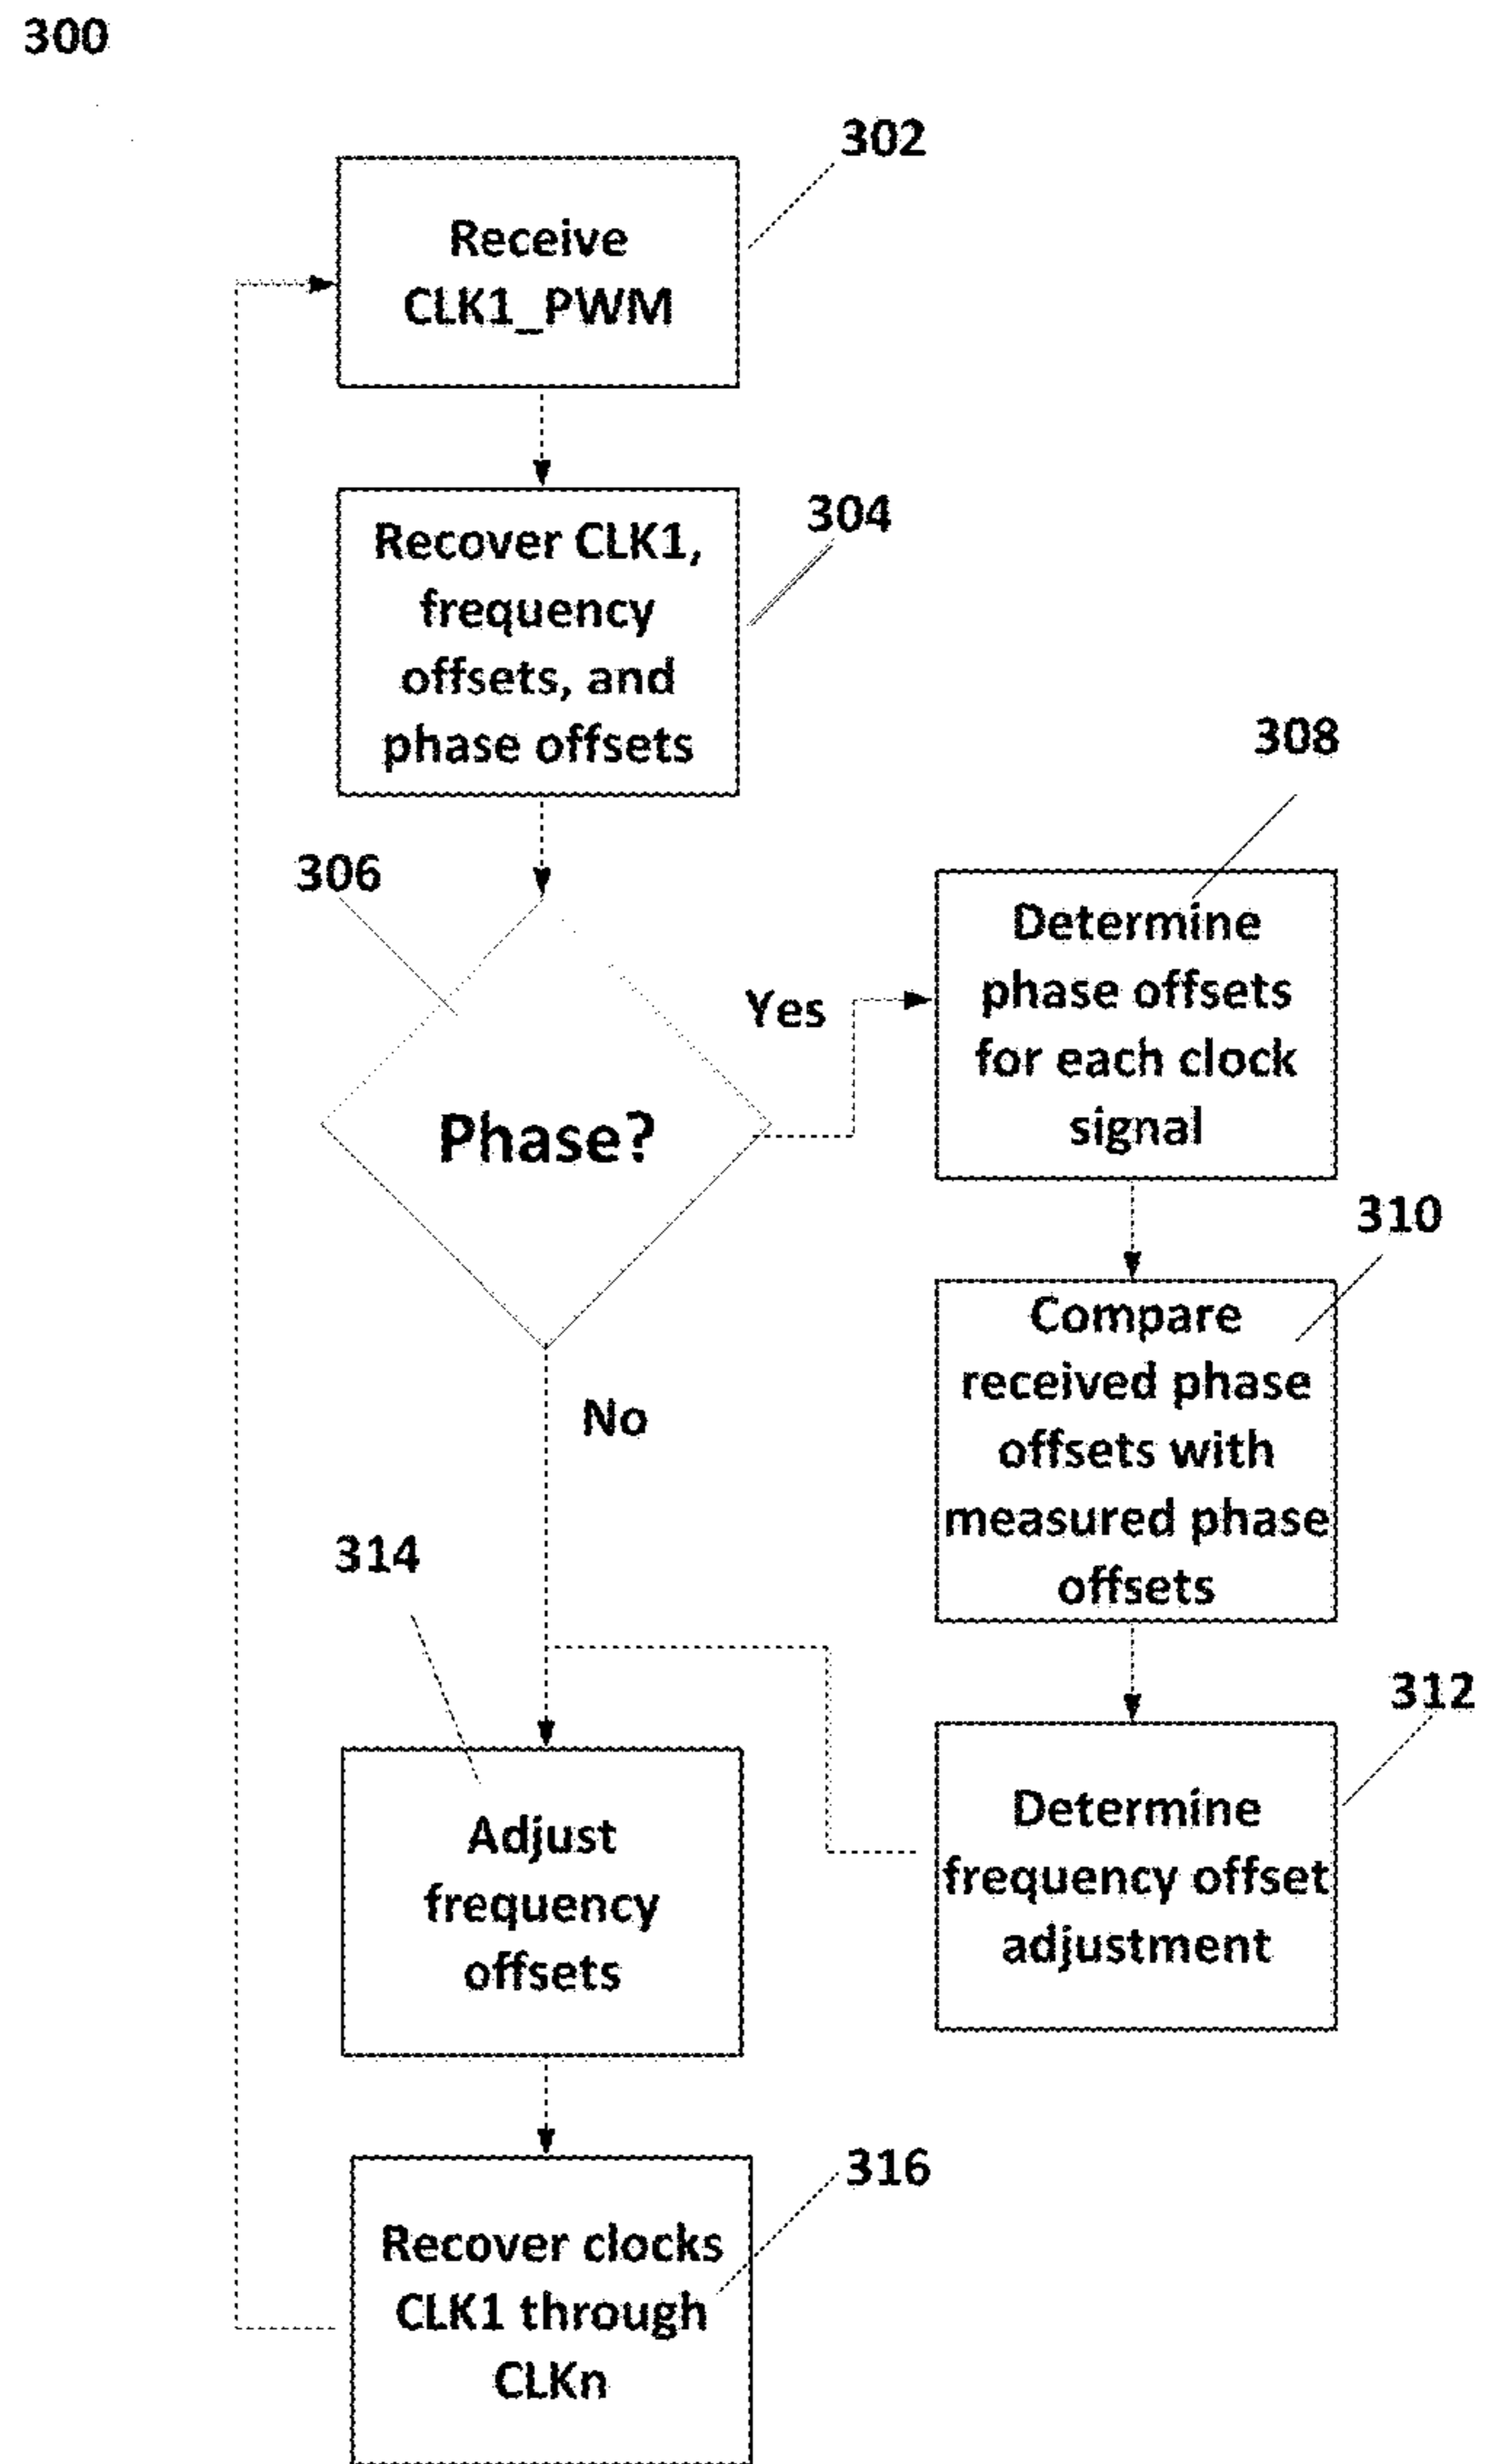 300
302
Receive
CLK1_PWM
304
Recover CLK1,
frequency
offsets, and
phase offsets
306
Phase?
Yes
No
308
Determine
phase offsets
for each clock
signal
310
Compare
received phase
offsets with
measured phase
offsets
312
Determine
frequency offset
adjustment
314
Adjust
frequency
offsets
316
Recover clocks
CLK1 through
CLKn